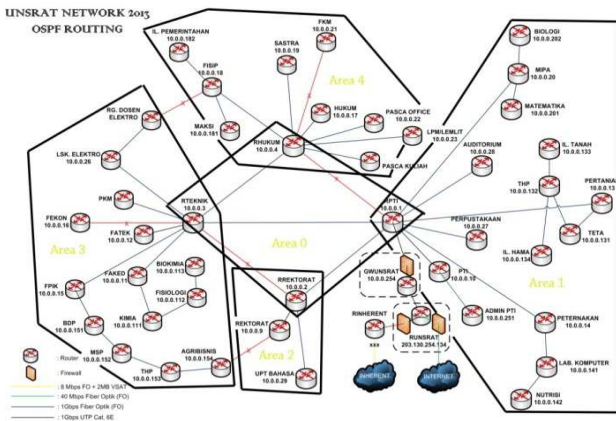 UNSRAT NETWORK 2013
OSPF ROUTING
IL. PEMERINTAHAN
10.0.0.182
SASTRA
10.0.0.19
FKM
10.0.0.21
FISIP
10.0.0.18
Area 4
MAKSI
10.0.0.181
HUKUM
10.0.0.17
PASCA OFFICE
10.0.0.22
LPM/LEMLIT
10.0.0.23
RHUKUM
10.0.0.4
PASCA KULIAH
BIOLOGI
10.0.0.202
MIPA
10.0.0.20
MATEMATIKA
10.0.0.201
AUDITORIUM
10.0.0.28
IL. TANAH
10.0.0.133
THP
10.0.0.132
PERTANIAN
10.0.0.13
TETA
10.0.0.131
IL. HAMA
10.0.0.134
RPTI
10.0.0.1
PERPUSTAKAAN
10.0.0.27
Area 1
PTI
10.0.0.10
ADMIN PTI
10.0.0.251
PETERNAKAN
10.0.0.14
LAB. KOMPUTER
NUTRISI
10.0.0.142
RG. DOSEN
ELEKTRO
LSK. ELEKTRO
10.0.0.26
PKM
RTEKNIK
10.0.0.3
FEKON
10.0.0.16
FATEK
10.0.0.12
Area 3
Area 0
FAKED
10.0.0.11
BIOKIMIA
10.0.0.113
FISIOLOGI
10.0.0.112
KIMIA
10.0.0.111
FPIK
10.0.0.15
BDP
10.0.0.151
MSP
10.0.0.152
THP
10.0.0.153
AGRIBISNIS
10.0.0.154
RREKTORAT
10.0.0.2
REKTORAT
10.0.0.9
Area 2
UPT BAHASA
10.0.0.29
GWUNSRAT
10.0.0.254
RINHERENT
xxx
RUNSRAT
203.130.254.134
INHERENT
INTERNET
: Router
: Firewall
: 8 Mbps FO + 2MB VSAT
: 40 Mbps Fiber Optik (FO)
: 1Gbps Fiber Optik (FO)
: 1Gbps UTP Cat. 6E